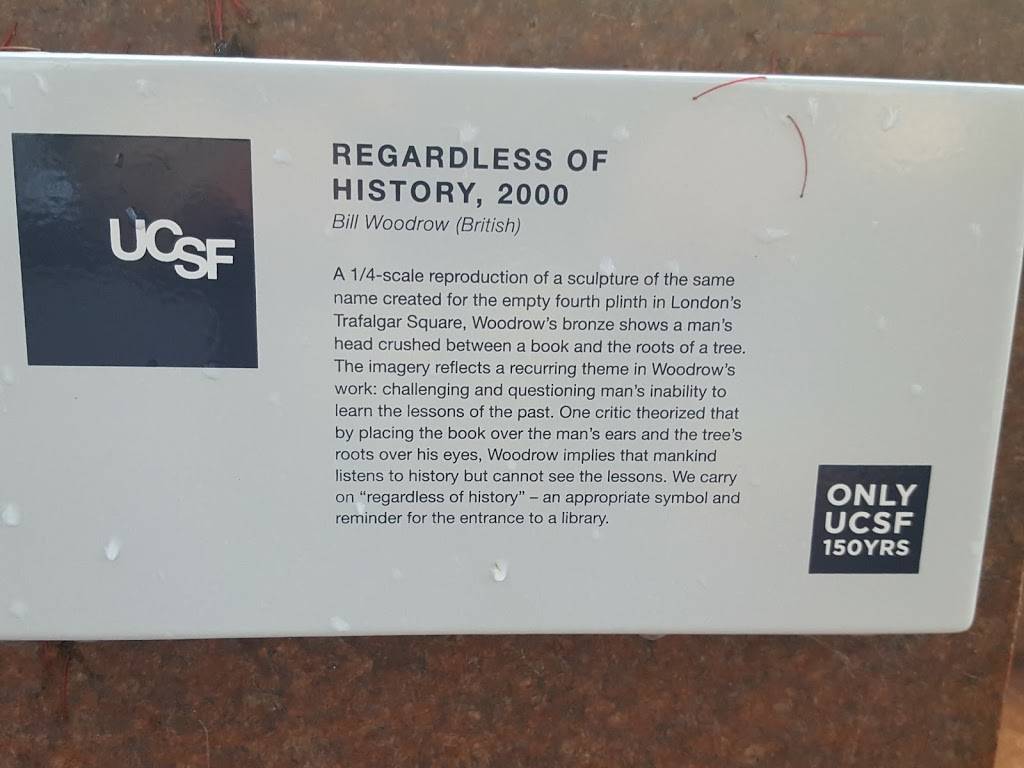 UCSF
REGARDLESS OF
HISTORY, 2000
Bill Woodrow (British)
A 1/4-scale reproduction of a sculpture of the same
name created for the empty fourth plinth in London's
Trafalgar Square, Woodrow's bronze shows a man's
head crushed between a book and the roots of a tree.
The imagery reflects a recurring theme in Woodrow's
work: challenging and questioning man's inability to
learn the lessons of the past. One critic theorized that
by placing the book over the man's ears and the tree's
roots over his eyes, Woodrow implies that mankind
listens to history but cannot see the lessons. We carry
on “regardless of history” – an appropriate symbol and
reminder for the entrance to a library.
ONLY
UCSF
150YRS